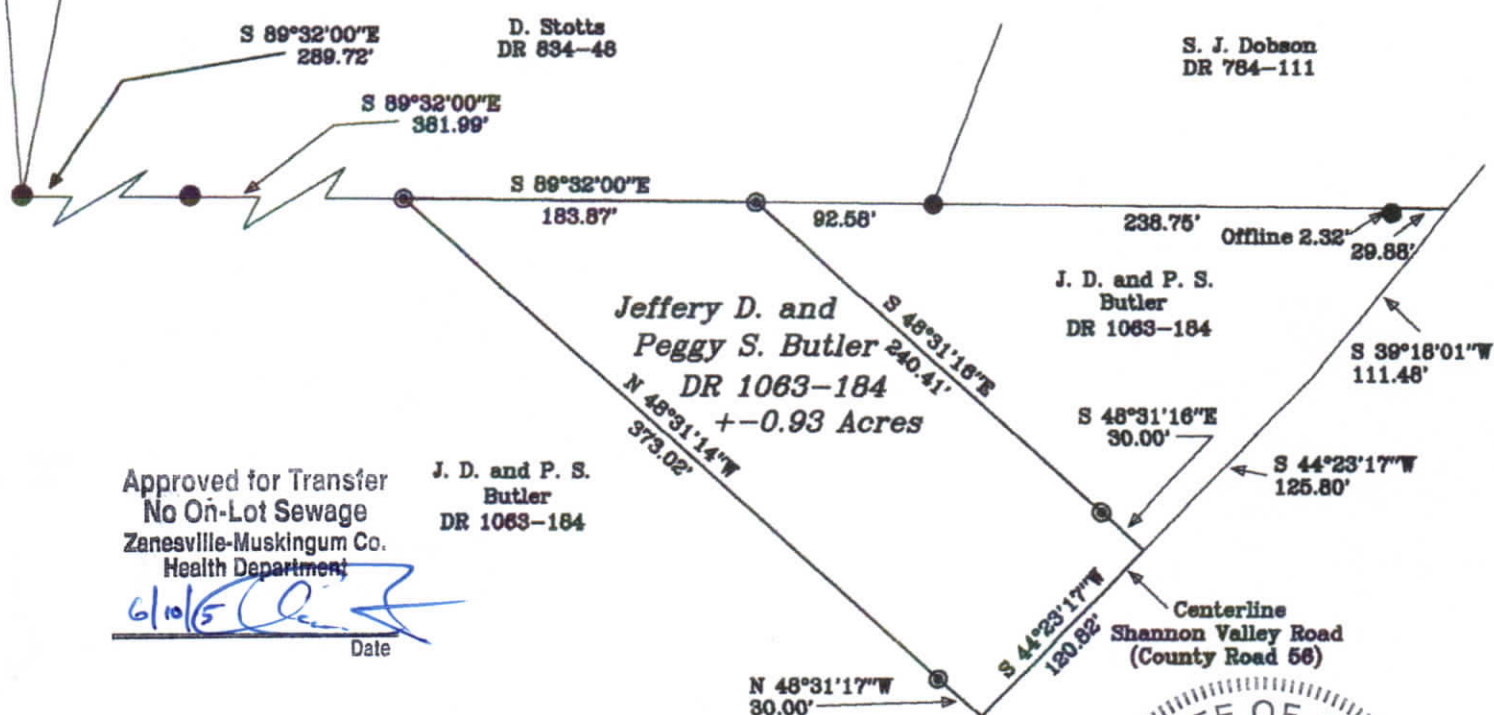 S 89°32'00"E
289.72'
D. Stotts
DR 834-48
S. J. Dobson
DR 784-111
S 89°32'00"E
381.99'
S 89°32'00"E
183.87'
92.58'
238.75'
Offline 2.32'
29.88'
J. D. and P. S.
Butler
DR 1063-184
Jeffery D. and
Peggy S. Butler
DR 1063-184
+-0.93 Acres
S 48°31'16"E
240.41'
S 39°18'01"W
111.48'
N 48°31'14"W
373.02'
S 48°31'16"E
30.00'
S 44°23'17"W
125.80'
Approved for Transfer
No On-Lot Sewage
Zanesville-Muskingum Co.
Health Department
6/10/5
Date
J. D. and P. S.
Butler
DR 1063-184
S 44°23'17"W
120.82'
Centerline
Shannon Valley Road
(County Road 56)
N 48°31'17"W
30.00'
TE OF